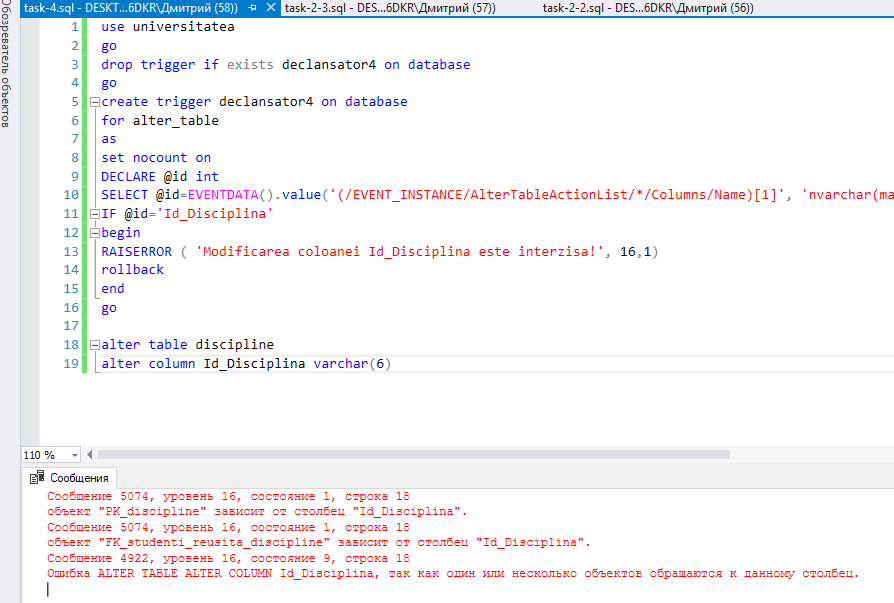 task-4.sql - DESKT...6DKR\Дмитрий (58)) task-2-3.sql - DES...6DKR\Дмитрий (57)) task-2-2.sql - DES...6DKR\Дмитрий (56))
Обозреватель объектов
1 use universitatea
2 go
3 drop trigger if exists declansator4 on database
4 go
5 create trigger declansator4 on database
6 for alter_table
7 as
8 set nocount on
9 DECLARE @id int
10 SELECT @id=EVENTDATA().value('(/EVENT_INSTANCE/AlterTableActionList/*/Columns/Name)[1]', 'nvarchar(ma
11 IF @id='Id_Disciplina'
12 begin
13 RAISERROR ( 'Modificarea coloanei Id_Disciplina este interzisa!', 16,1)
14 rollback
15 end
16 go
17
18 alter table discipline
19 alter column Id_Disciplina varchar(6)
110 %
Сообщения
Сообщение 5074, уровень 16, состояние 1, строка 18
объект "PK_discipline" зависит от столбец "Id_Disciplina".
Сообщение 5074, уровень 16, состояние 1, строка 18
объект "FK_studenti_reusita_discipline" зависит от столбец "Id_Disciplina".
Сообщение 4922, уровень 16, состояние 9, строка 18
Ошибка ALTER TABLE ALTER COLUMN Id_Disciplina, так как один или несколько объектов обращаются к данному столбец.